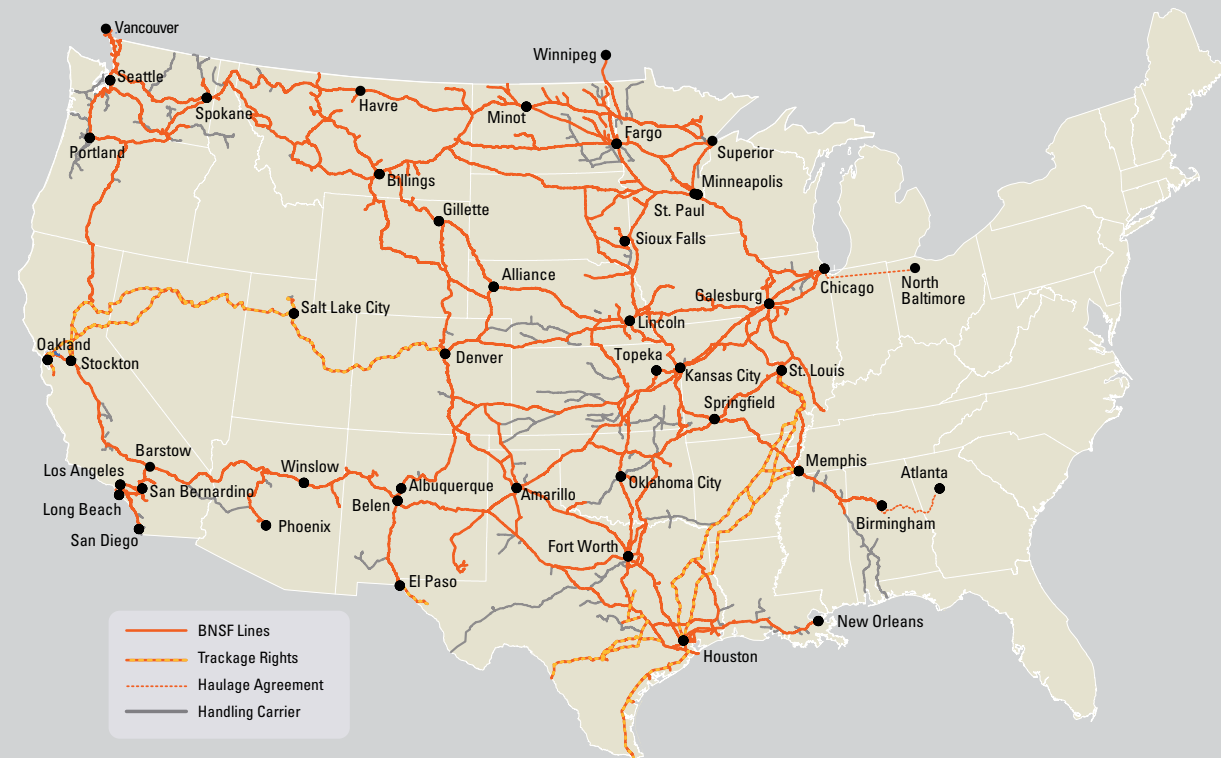 Vancouver
Winnipeg
Seattle
Havre
Spokane
Minot
Fargo
Portland
Superior
Billings
Minneapolis
Gillette
St. Paul
Sioux Falls
Alliance
Chicago
North
Baltimore
Galesburg
Salt Lake City
Lincoln
Oakland
Stockton
Denver
Topeka
Kansas City
St. Louis
Springfield
Barstow
Winslow
Memphis
Los Angeles
San Bernardino
Albuquerque
Amarillo
Oklahoma City
Atlanta
Long Beach
Belen
Birmingham
San Diego
Phoenix
Fort Worth
El Paso
New Orleans
Houston
BNSF Lines
Trackage Rights
Haulage Agreement
Handling Carrier